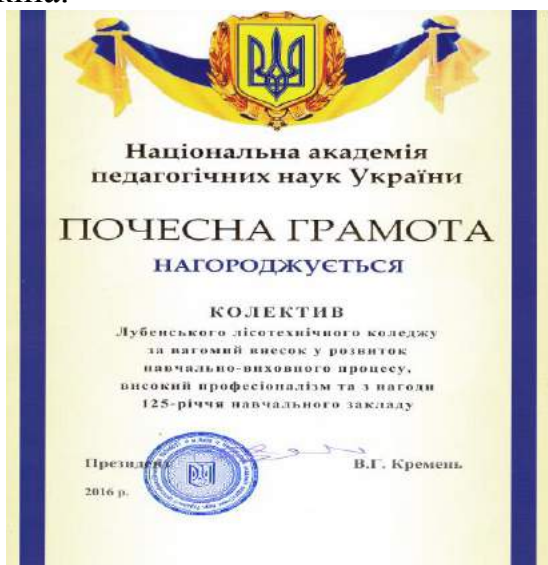 Національна академія
педагогічних наук України
ПОЧЕСНА ГРАМОТА
НАГОРОДЖУЄТЬСЯ
КОЛЕКТИВ
Лубенського лісотехнічного коледжу
за вагомий внесок у розвиток
навчально-виховного процесу,
високий професіоналізм та з нагоди
125-річчя навчального закладу
Президент В.Г. Кремень
2016 р.